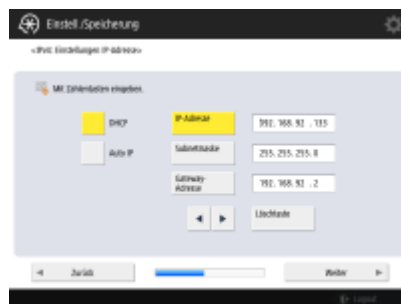 Einstell./Speicherung
<IPv4: Einstellungen IP-Adresse>
Mit Zahlentasten eingeben.
DHCP
IP-Adresse
192. 168. 92 . 133
Auto IP
Subnetmaske
255. 255. 255. 0
Gateway-
Adresse
192. 168. 92 . 2
Löschtaste
Zurück
Weiter
Logout